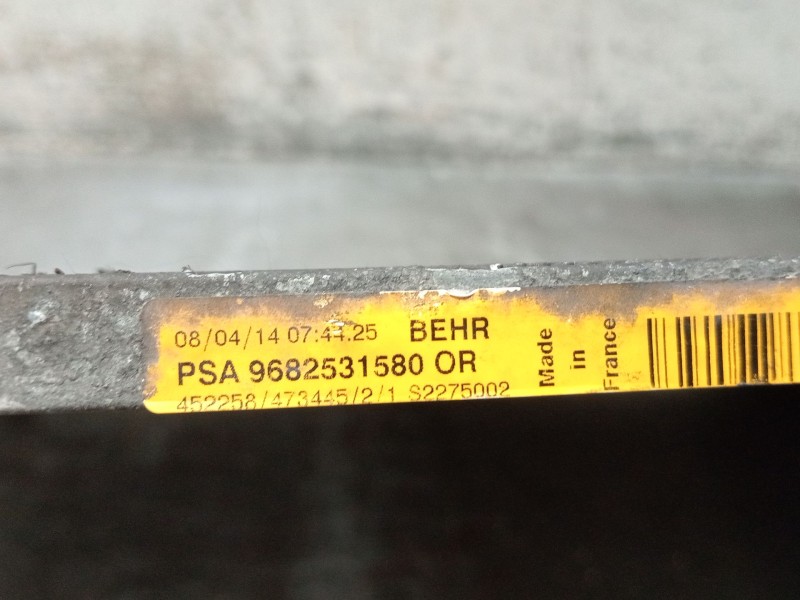 08/04/14 07:44.25 BEHR
PSA 9682531580 OR
452258/473445/2/1 S2275002
Made
in
France